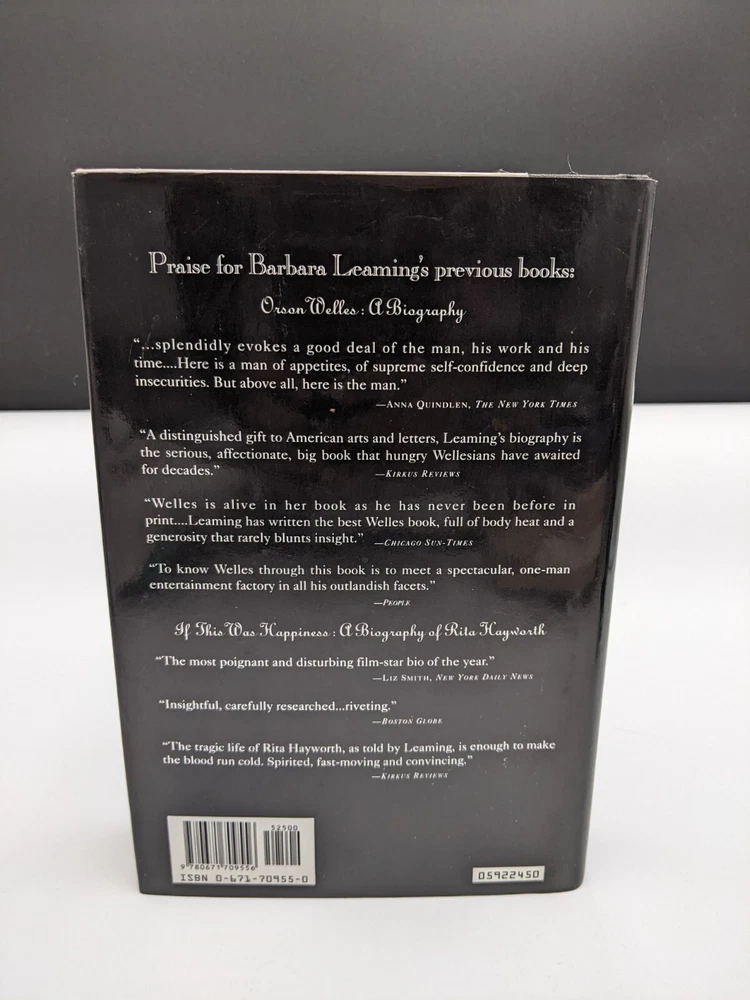 Praise for Barbara Leaming's previous books:
Orson Welles: A Biography
"...splendidly evokes a good deal of the man, his work and his
time....Here is a man of appetites, of supreme self-confidence and deep
insecurities. But above all, here is the man."
—ANNA QUINDLEN, THE NEW YORK TIMES
"A distinguished gift to American arts and letters, Leaming's biography is
the serious, affectionate, big book that hungry Wellesians have awaited
for decades."
—KIRKUS REVIEWS
"Welles is alive in her book as he has never been before in
print....Leaming has written the best Welles book, full of body heat and a
generosity that rarely blunts insight."
—CHICAGO SUN-TIMES
"To know Welles through this book is to meet a spectacular, one-man
entertainment factory in all his outlandish facets."
—PEOPLE
If This Was Happiness: A Biography of Rita Hayworth
"The most poignant and disturbing film-star bio of the year."
—LIZ SMITH, NEW YORK DAILY NEWS
"Insightful, carefully researched...riveting."
—BOSTON GLOBE
"The tragic life of Rita Hayworth, as told by Leaming, is enough to make
the blood run cold. Spirited, fast-moving and convincing."
—KIRKUS REVIEWS
52500
9 780671 709556
ISBN 0-671-70955-0
05922450